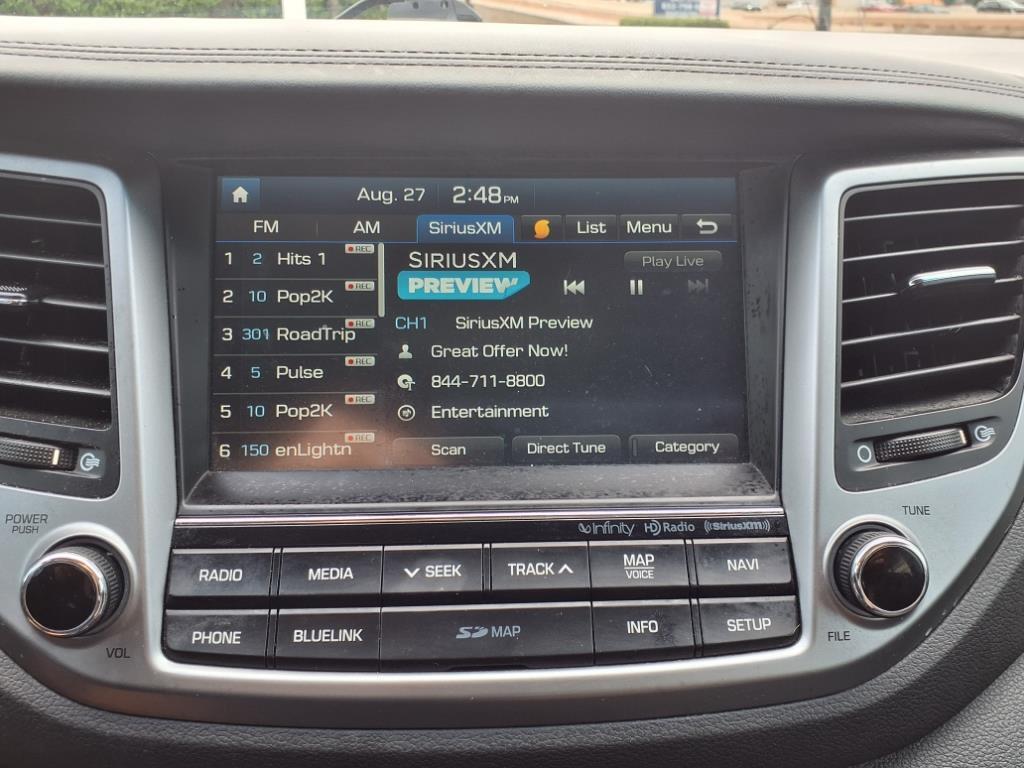 Aug. 27 2:48 PM
FM AM SiriusXM List Menu
1 2 Hits 1 REC
2 10 Pop2K REC
3 301 RoadTrip REC
4 5 Pulse REC
5 10 Pop2K REC
6 150 enLightn REC
SIRIUSXM
PREVIEW
Play Live
CH1 SiriusXM Preview
Great Offer Now!
844-711-8800
Entertainment
Scan Direct Tune Category
infinity HD Radio ((SiriusXM))
POWER
PUSH
VOL
TUNE
FILE
RADIO MEDIA SEEK TRACK MAP
VOICE NAVI
PHONE BLUELINK SD MAP INFO SETUP